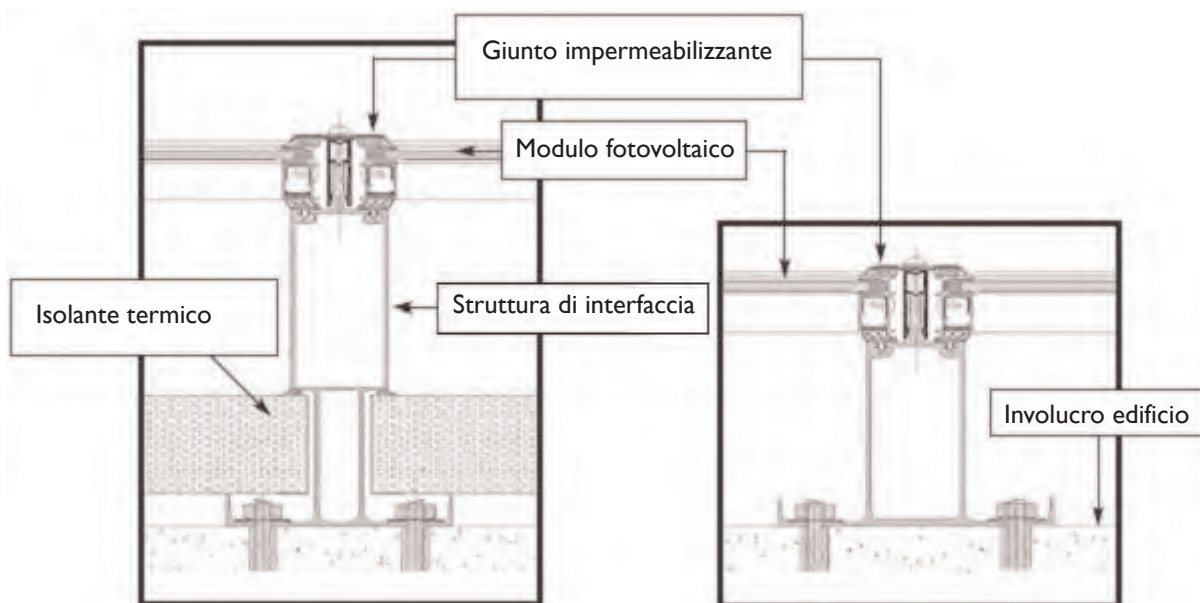 Giunto impermeabilizzante
Modulo fotovoltaico
Isolante termico
Struttura di interfaccia
Involucro edificio